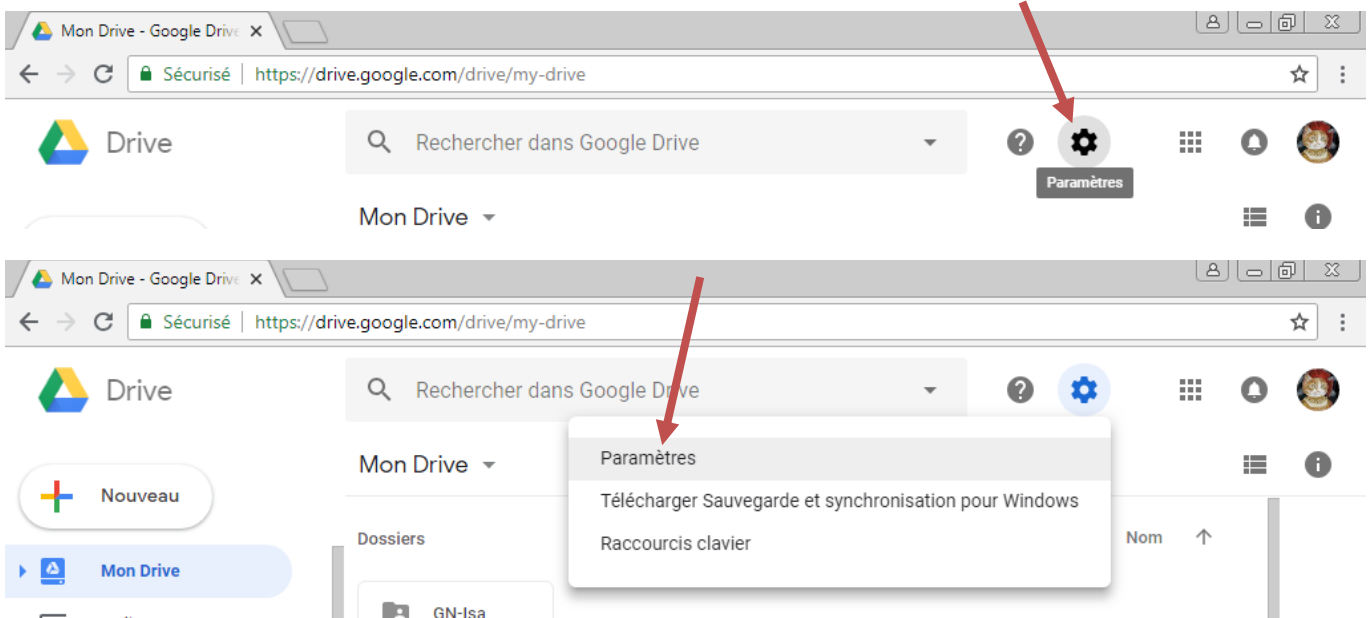 Mon Drive - Google Drive
Sécurisé | https://drive.google.com/drive/my-drive
Drive
Rechercher dans Google Drive
Paramètres
Mon Drive
Mon Drive - Google Drive
Sécurisé | https://drive.google.com/drive/my-drive
Drive
Rechercher dans Google Drive
Mon Drive
Paramètres
Nouveau
Télécharger Sauvegarde et synchronisation pour Windows
Dossiers
Raccourcis clavier
Nom
Mon Drive
GN-Isa